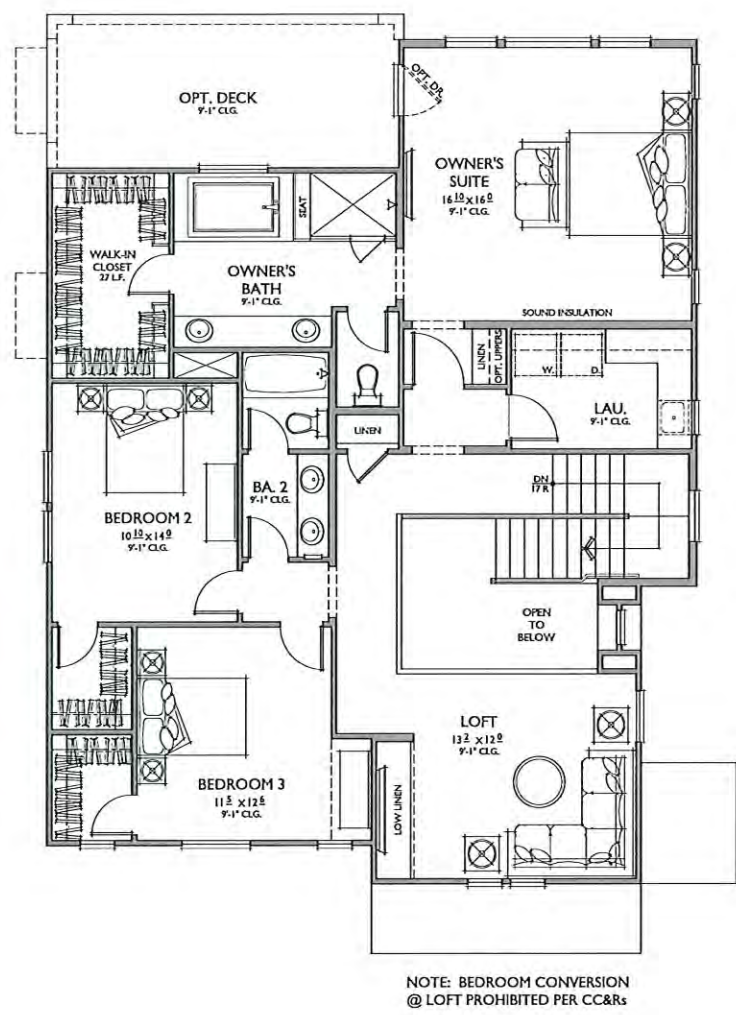 OPT. DECK
9'-1" CLG.
OPT. DR.
OWNER'S
SUITE
16 10 X 16 0
9'-1" CLG.
SEAT
WALK-IN
CLOSET
27 L.F.
OWNER'S
BATH
9'-1" CLG.
SOUND INSULATION
LINEN
OPT. UPPERS
W.
D.
LAU.
9'-1" CLG.
LINEN
BA. 2
9'-1" CLG.
DN
17 R
BEDROOM 2
10 10 X 14 0
9'-1" CLG.
OPEN
TO
BELOW
LOFT
13 2 X 12 0
9'-1" CLG.
BEDROOM 3
11 5 X 12 6
9'-1" CLG.
LOW LINEN
NOTE: BEDROOM CONVERSION
@ LOFT PROHIBITED PER CC&Rs